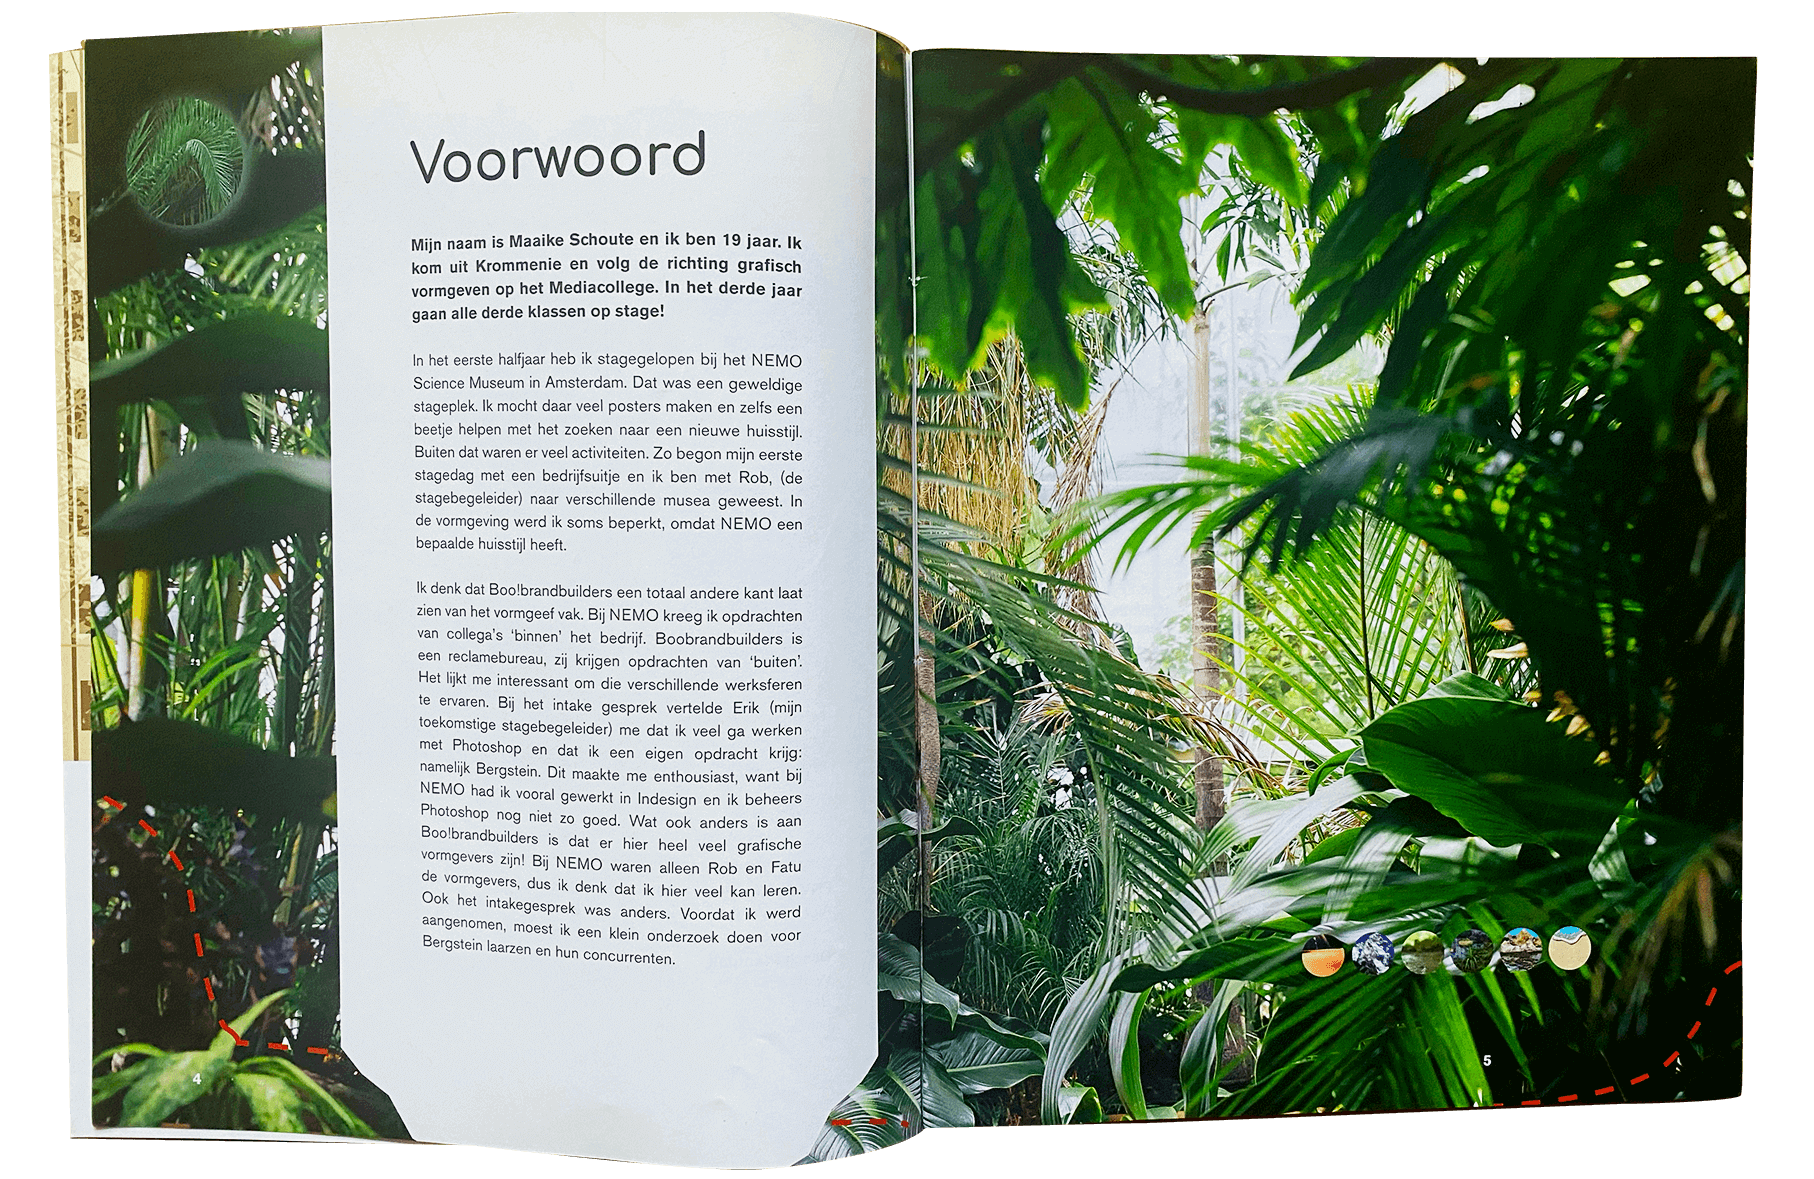 Voorwoord
Mijn naam is Maaike Schoute en ik ben 19 jaar. Ik
kom uit Krommenie en volg de richting grafisch
vormgeven op het Mediacollege. In het derde jaar
gaan alle derde klassen op stage!
In het eerste halfjaar heb ik stagegelopen bij het NEMO
Science Museum in Amsterdam. Dat was een geweldige
stageplek. Ik mocht daar veel posters maken en zelfs een
beetje helpen met het zoeken naar een nieuwe huisstijl.
Buiten dat waren er veel activiteiten. Zo begon mijn eerste
stagedag met een bedrijfsuitje en ik ben met Rob, (de
stagebegeleider) naar verschillende musea geweest. In
de vormgeving werd ik soms beperkt, omdat NEMO een
bepaalde huisstijl heeft.
Ik denk dat Boo!brandbuilders een totaal andere kant laat
zien van het vormgeef vak. Bij NEMO kreeg ik opdrachten
van collega's ‘binnen’ het bedrijf. Boobrandbuilders is
een reclamebureau, zij krijgen opdrachten van ‘buiten’.
Het lijkt me interessant om die verschillende werksferen
te ervaren. Bij het intake gesprek vertelde Erik (mijn
toekomstige stagebegeleider) me dat ik veel ga werken
met Photoshop en dat ik een eigen opdracht krijg:
namelijk Bergstein. Dit maakte me enthousiast, want bij
NEMO had ik vooral gewerkt in Indesign en ik beheers
Photoshop nog niet zo goed. Wat ook anders is aan
Boo!brandbuilders is dat er hier heel veel grafische
vormgevers zijn! Bij NEMO waren alleen Rob en Fatu
de vormgevers, dus ik denk dat ik hier veel kan leren.
Ook het intakegesprek was anders. Voordat ik werd
aangenomen, moest ik een klein onderzoek doen voor
Bergstein laarzen en hun concurrenten.
4
5